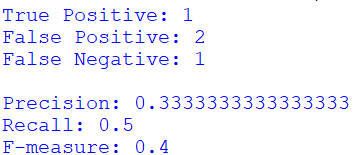 True Positive: 1
False Positive: 2
False Negative: 1
Precision: 0.3333333333333333
Recall: 0.5
F-measure: 0.4